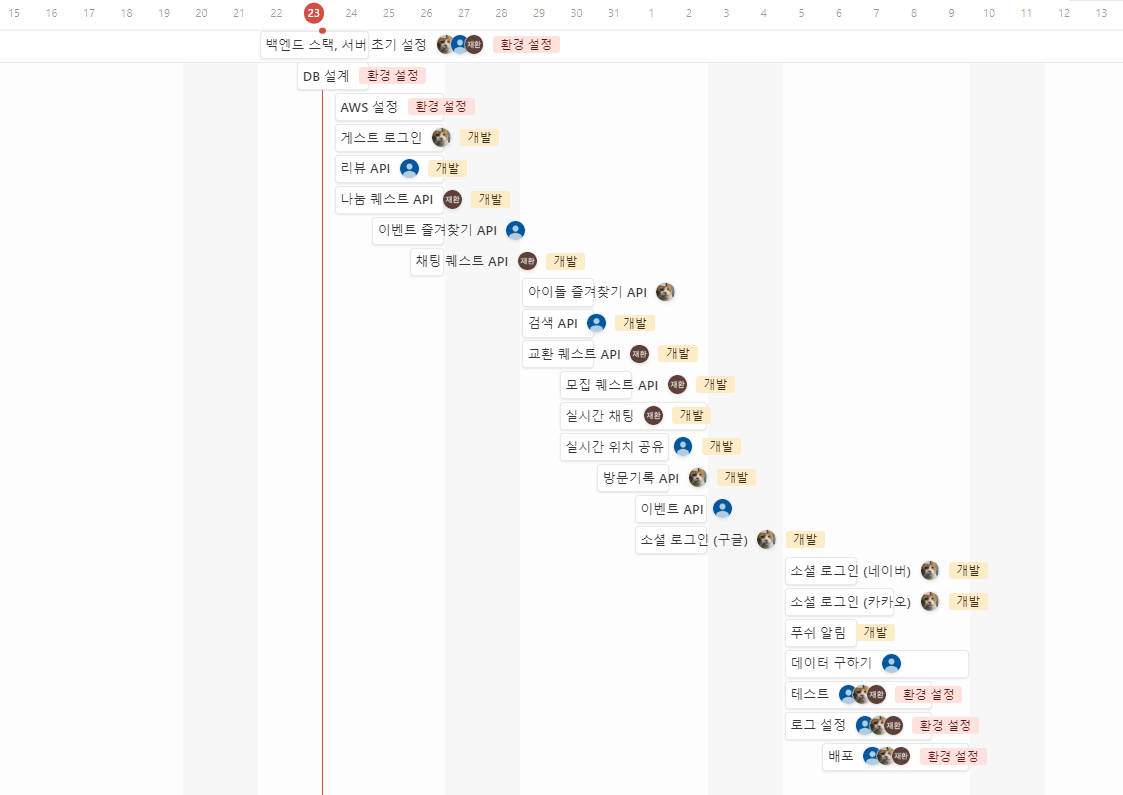 15 16 17 18 19 20 21 22 23 24 25 26 27 28 29 30 31 1 2 3 4 5 6 7 8 9 10 11 12 13
백엔드 스택, 서버 초기 설정 재환 환경 설정
DB 설계 환경 설정
AWS 설정 환경 설정
게스트 로그인 개발
리뷰 API 개발
나눔 퀘스트 API 재환 개발
이벤트 즐겨찾기 API
채팅 퀘스트 API 재환 개발
아이돌 즐겨찾기 API
검색 API 개발
교환 퀘스트 API 재환 개발
모집 퀘스트 API 재환 개발
실시간 채팅 재환 개발
실시간 위치 공유 개발
방문기록 API 개발
이벤트 API
소셜 로그인 (구글) 개발
소셜 로그인 (네이버) 개발
소셜 로그인 (카카오) 개발
푸쉬 알림 개발
데이터 구하기
테스트 재환 환경 설정
로그 설정 재환 환경 설정
배포 재환 환경 설정